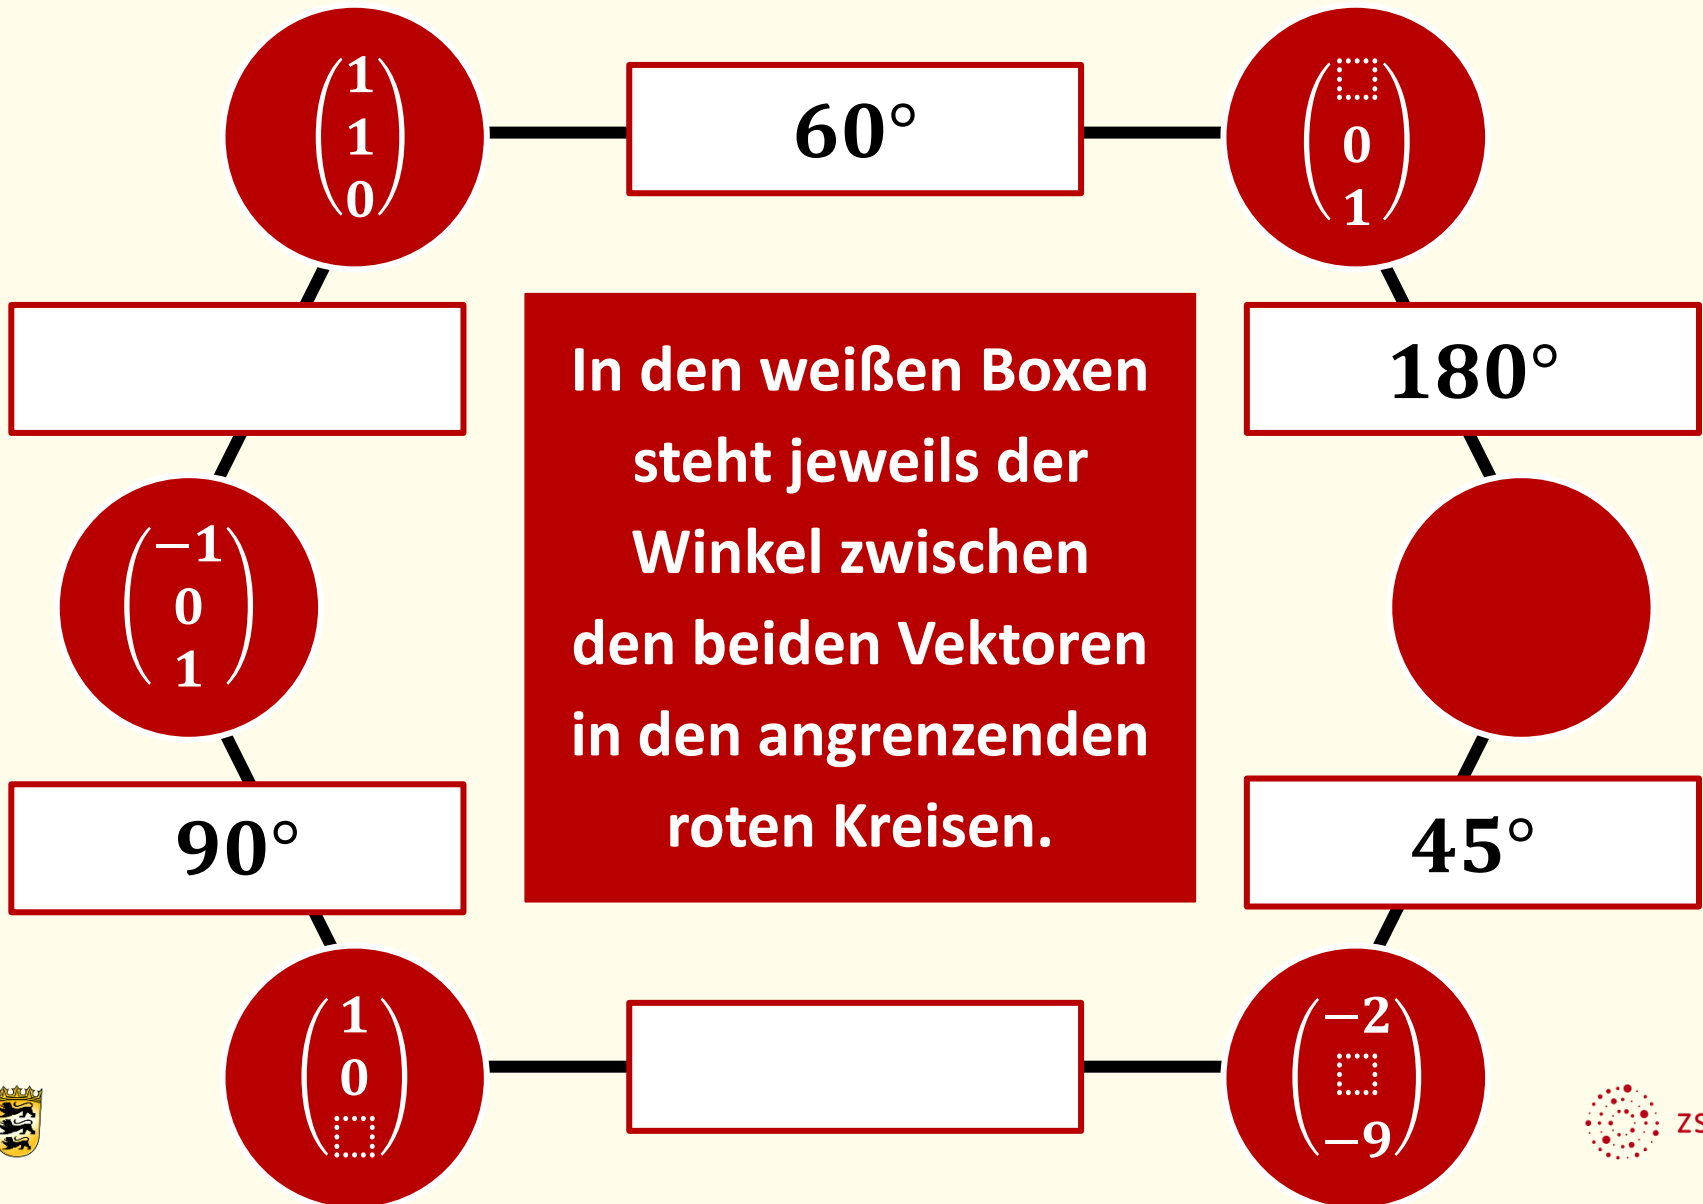 1
1
0
60°
0
1
In den weißen Boxen
steht jeweils der
Winkel zwischen
den beiden Vektoren
in den angrenzenden
roten Kreisen.
180°
−1
0
1
90°
45°
1
0
−2
−9